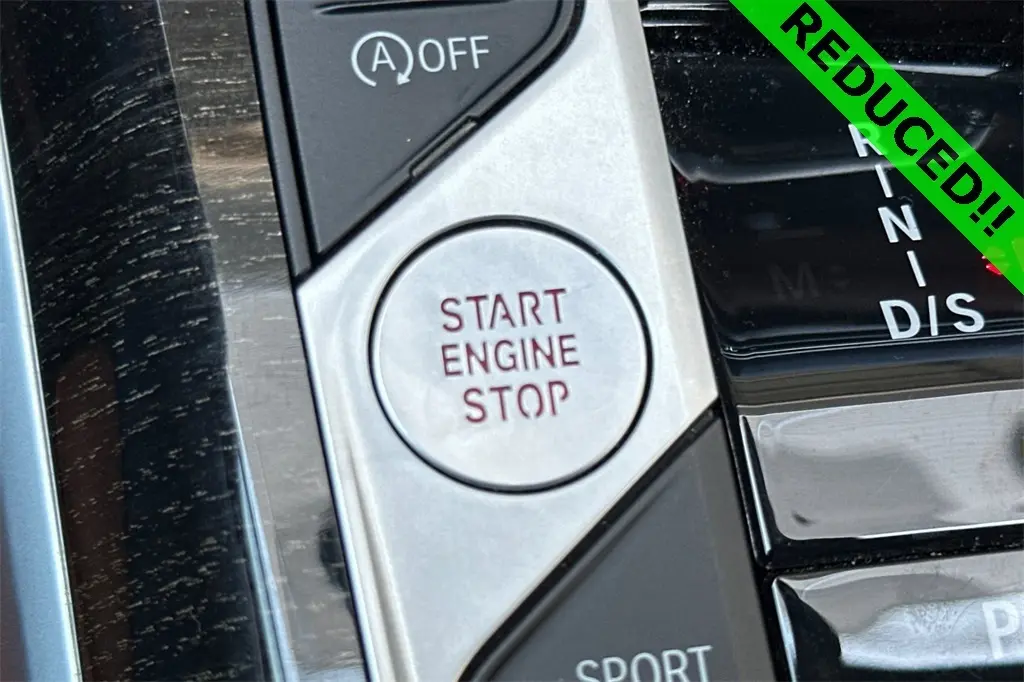 A OFF
REDUCED!!
R
N
D/S
START
ENGINE
STOP
SPORT
P